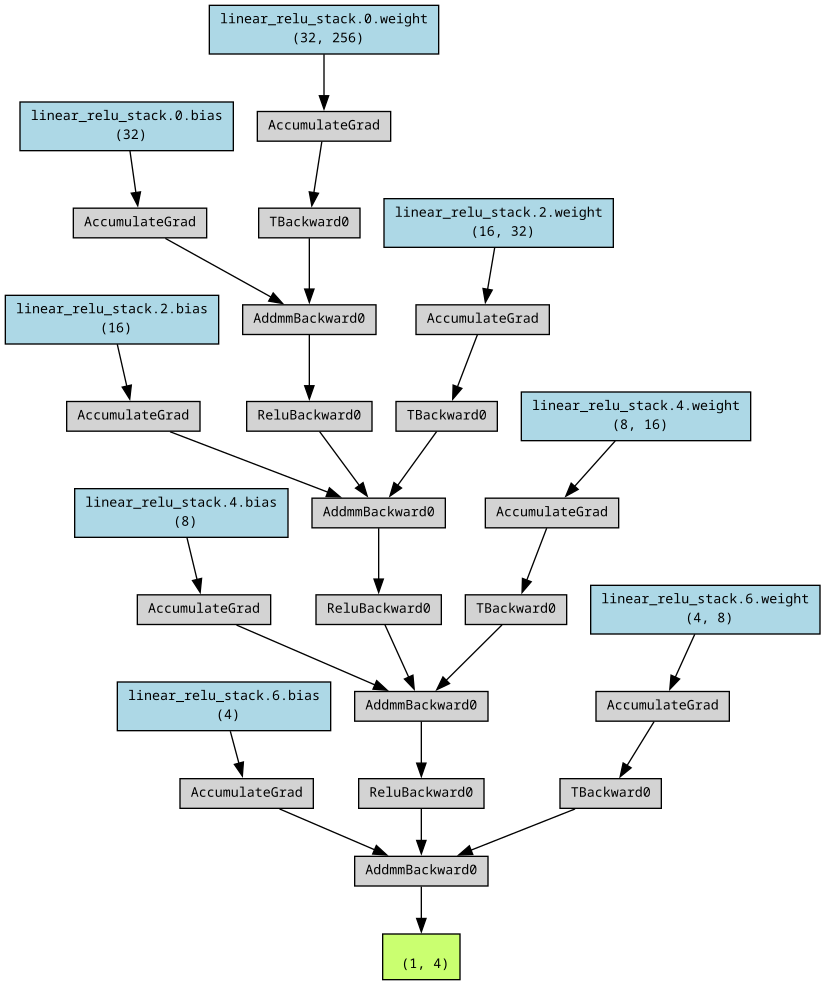 linear_relu_stack.0.weight
(32, 256)
linear_relu_stack.0.bias
(32)
AccumulateGrad
AccumulateGrad
TBackward0
linear_relu_stack.2.weight
(16, 32)
linear_relu_stack.2.bias
(16)
AddmmBackward0
AccumulateGrad
AccumulateGrad
ReluBackward0
TBackward0
linear_relu_stack.4.weight
(8, 16)
linear_relu_stack.4.bias
(8)
AddmmBackward0
AccumulateGrad
AccumulateGrad
ReluBackward0
TBackward0
linear_relu_stack.6.weight
(4, 8)
linear_relu_stack.6.bias
(4)
AddmmBackward0
AccumulateGrad
AccumulateGrad
ReluBackward0
TBackward0
AddmmBackward0
(1, 4)